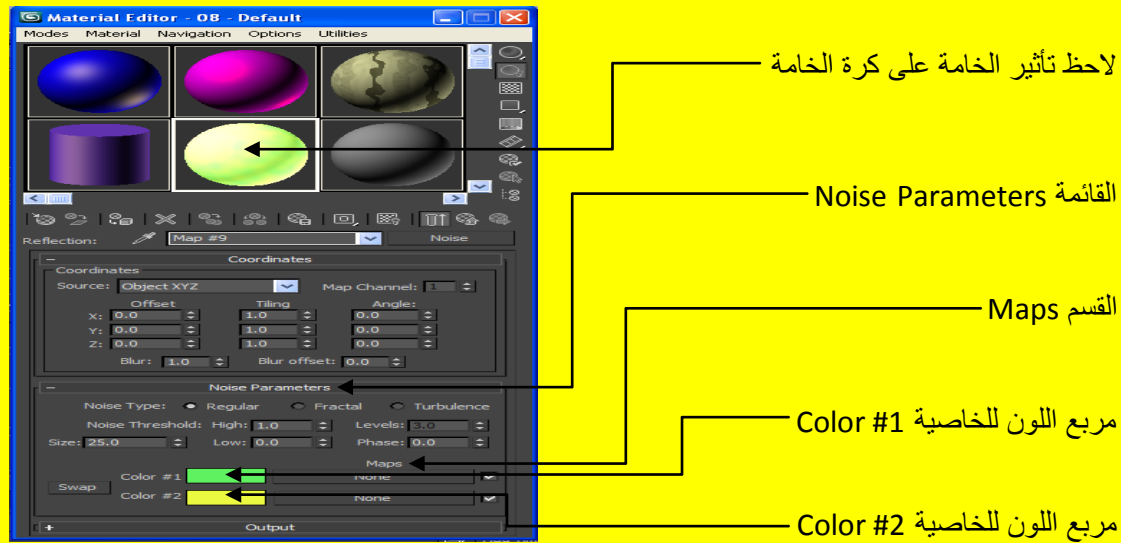 Material Editor - 08 - Default
Modes Material Navigation Options Utilities
لاحظ تأثير الخامة على كرة الخامة
القائمة Noise Parameters
Reflection: Map #9 Noise
Coordinates
Coordinates
Source: Object XYZ Map Channel: 1
Offset Tiling Angle:
X: 0.0 1.0 0.0
Y: 0.0 1.0 0.0
Z: 0.0 1.0 0.0
القسم Maps
Blur: 1.0 Blur offset: 0.0
Noise Parameters
Noise Type: Regular Fractal Turbulence
Noise Threshold: High: 1.0 Levels: 3.0
مربع اللون للخاصية Color #1
Size: 25.0 Low: 0.0 Phase: 0.0
Maps
Color #1 None
Swap
Color #2 None
Output
مربع اللون للخاصية Color #2